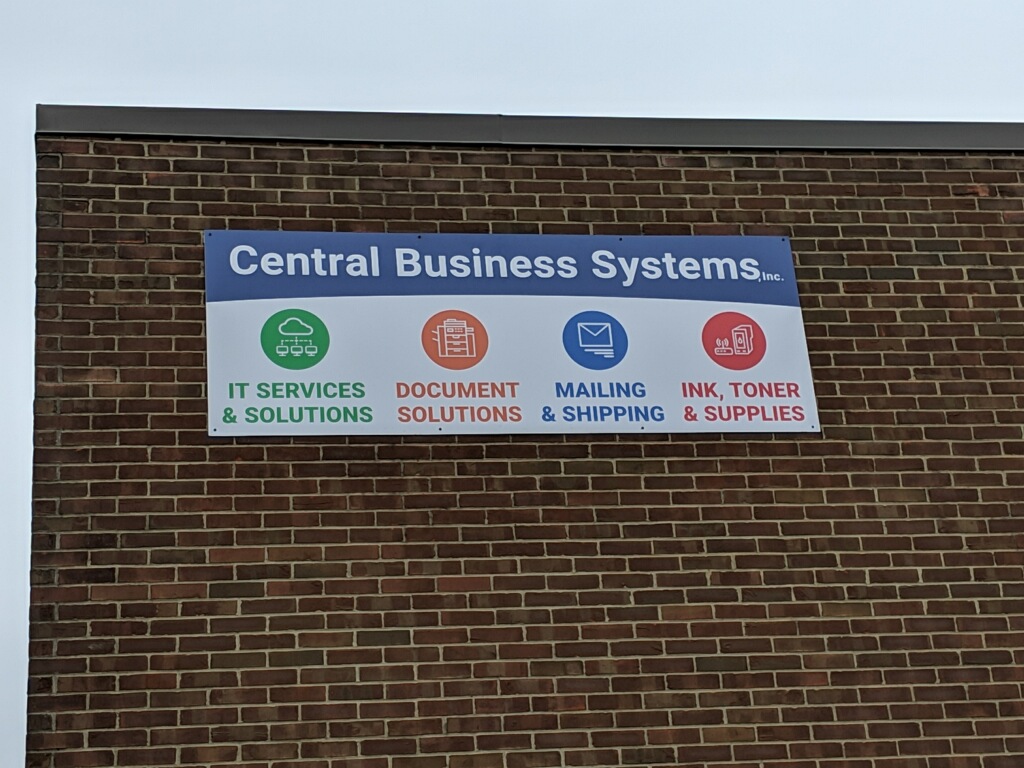 Central Business Systems, Inc.
IT SERVICES
& SOLUTIONS
DOCUMENT
SOLUTIONS
MAILING
& SHIPPING
INK, TONER
& SUPPLIES